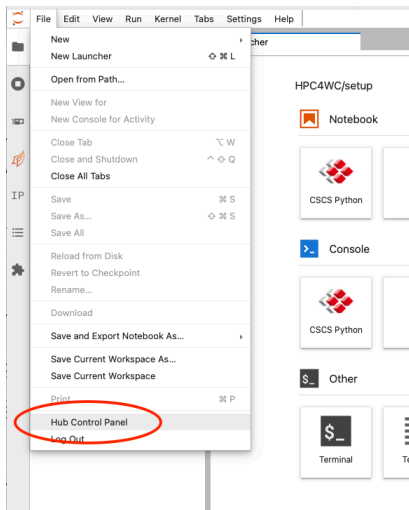 File Edit View Run Kernel Tabs Settings Help
New
New Launcher ⇧ ⌘ L
cher
Open from Path...
HPC4WC/setup
New View for
New Console for Activity
Notebook
Close Tab ⌥ W
Close and Shutdown ^ ⇧ Q
Close All Tabs
IP
Save ⌘ S
CSCS Python
Save As... ⇧ ⌘ S
Save All
Console
Reload from Disk
Revert to Checkpoint
Rename...
Download
CSCS Python
Save and Export Notebook As...
Save Current Workspace As...
Save Current Workspace
$_ Other
Print... ⌘ P
Hub Control Panel
Log Out
$_
Terminal